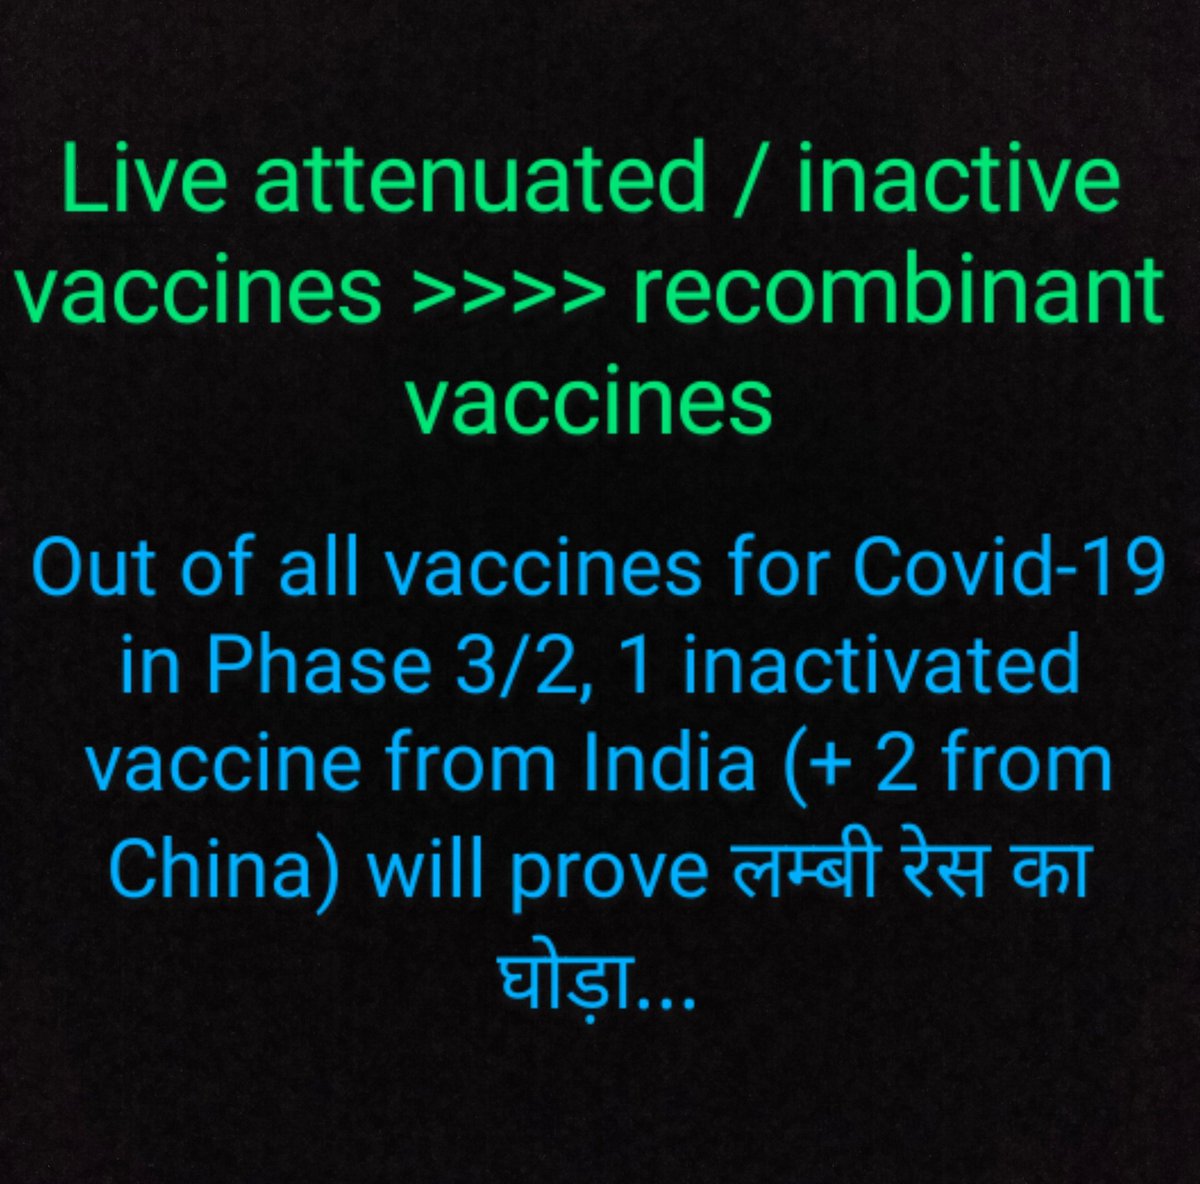 Live attenuated / inactive
vaccines >>>> recombinant
vaccines
Out of all vaccines for Covid-19
in Phase 3/2, 1 inactivated
vaccine from India (+ 2 from
China) will prove लम्बी रेस का
घोड़ा...